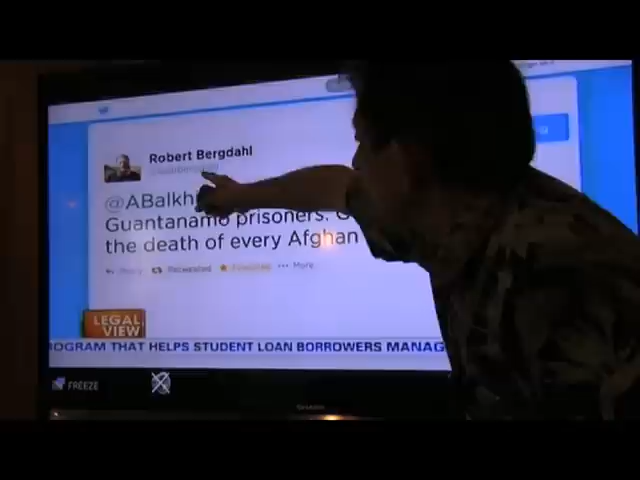 Robert Bergdahl
@ABalkh
Guantanamo prisoners.
the death of every Afghan
Reply Retweeted Favorited More
LEGAL
VIEW
ROGRAM THAT HELPS STUDENT LOAN BORROWERS MANAG
FREEZE